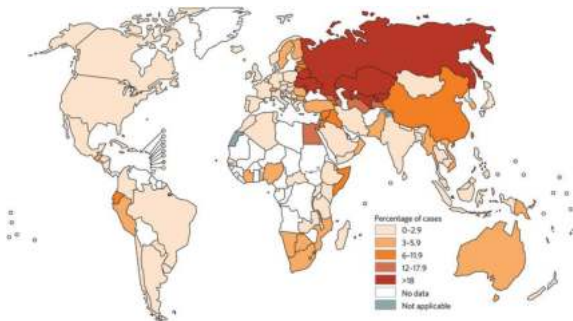 Percentage of cases
0–2.9
3–5.9
6–11.9
12–17.9
>18
No data
Not applicable